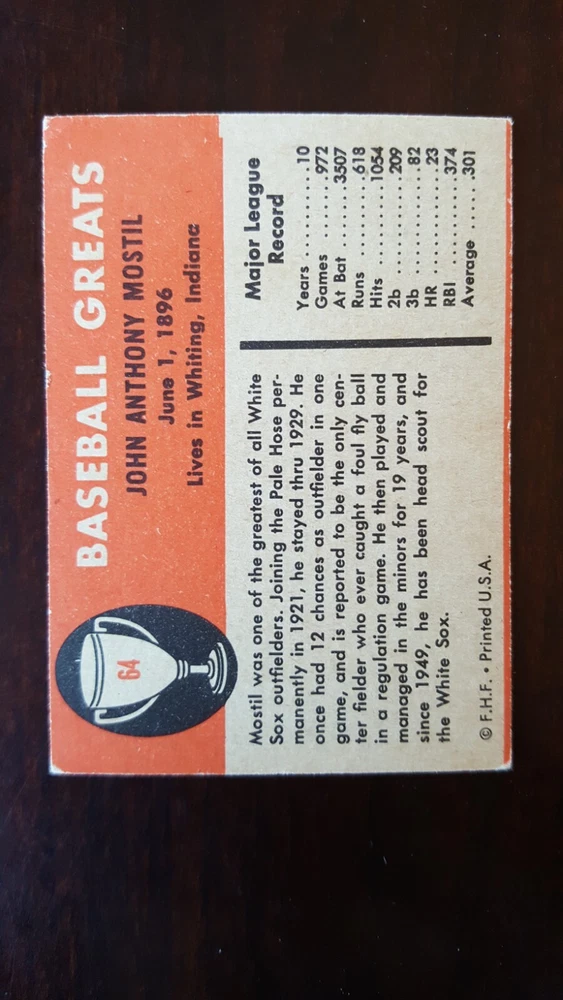 64
BASEBALL GREATS
JOHN ANTHONY MOSTIL
June 1, 1896
Lives in Whiting, Indiana
Mostil was one of the greatest of all White
Sox outfielders. Joining the Pale Hose per-
manently in 1921, he stayed thru 1929. He
once had 12 chances as outfielder in one
game, and is reported to be the only cen-
ter fielder who ever caught a foul fly ball
in a regulation game. He then played and
managed in the minors for 19 years, and
since 1949, he has been head scout for
the White Sox.
© F.H.F. • Printed U.S.A.
Major League
Record
Years ..........10
Games .........972
At Bat .......3507
Runs ..........618
Hits ..........1054
2b ............209
3b .............82
HR .............23
RBI ...........374
Average ......301